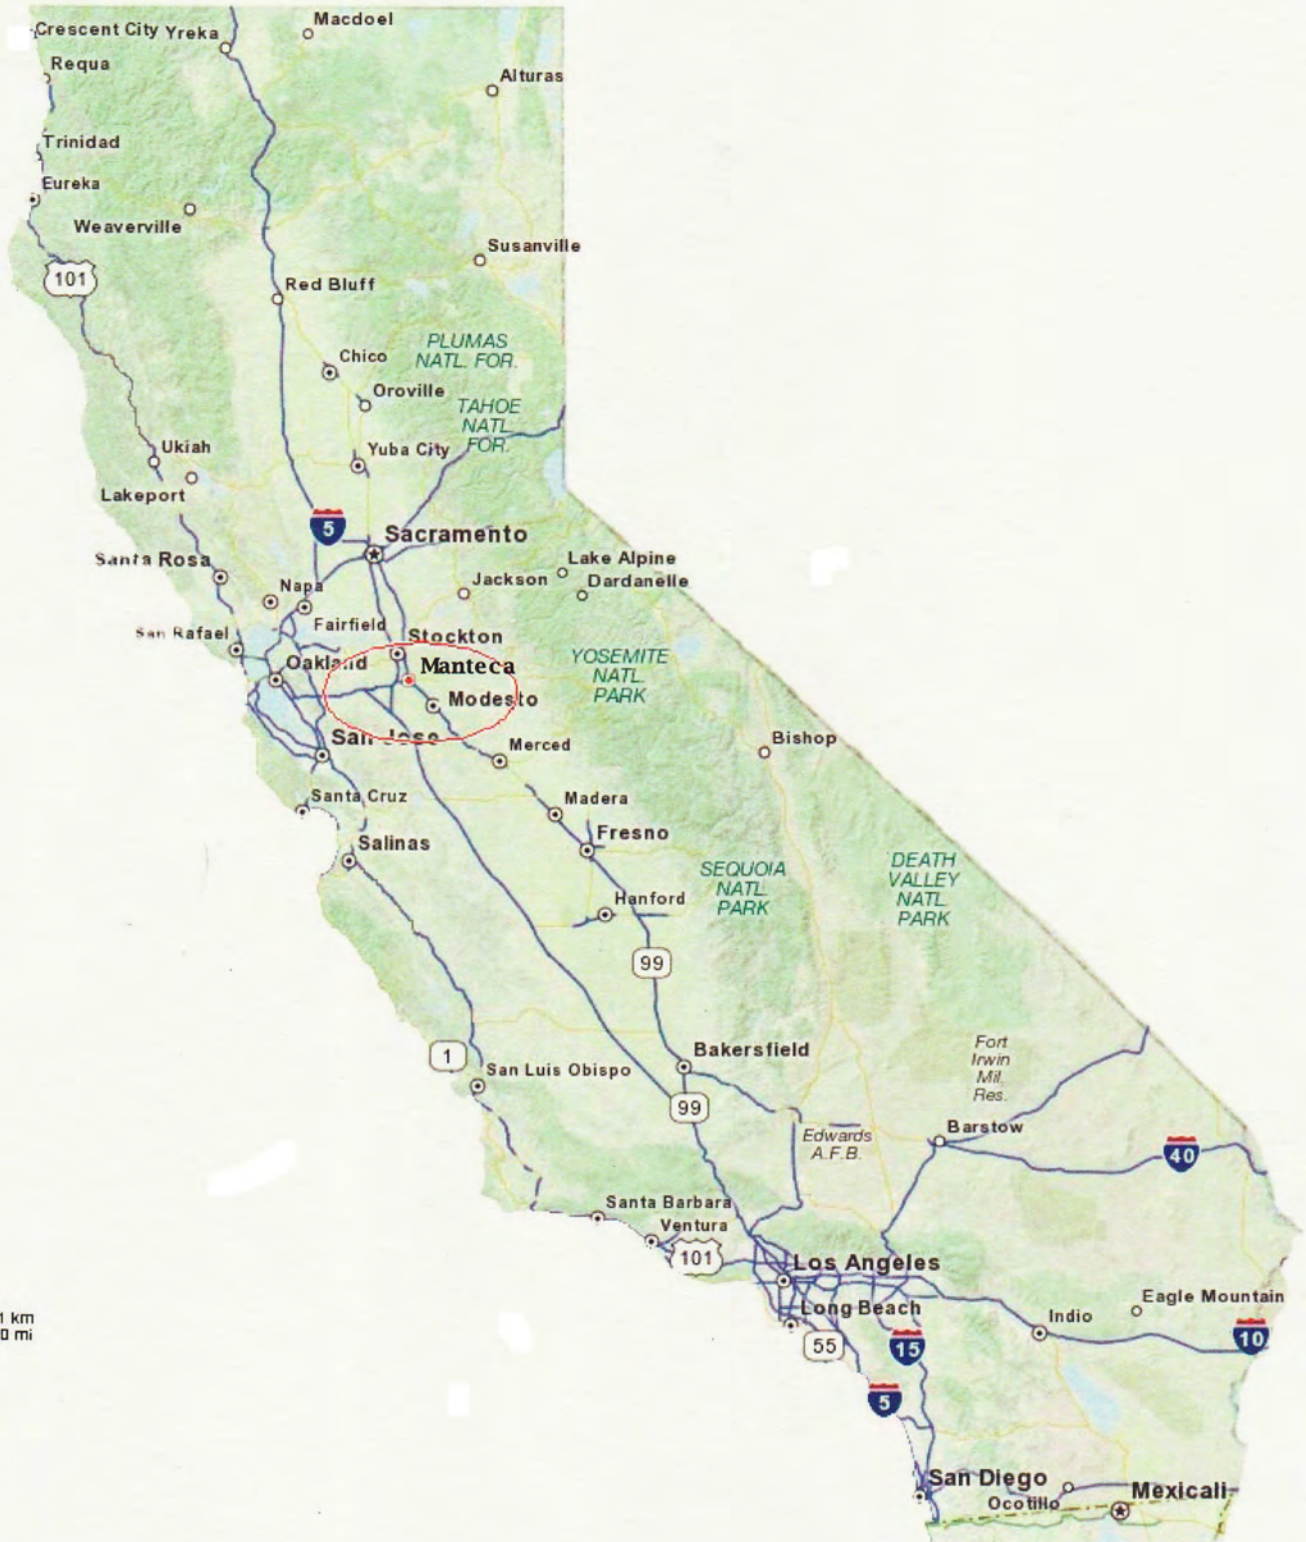 Macdoel
Crescent City Yreka
Requa
Alturas
Trinidad
Eureka
Weaverville
Susanville
101
Red Bluff
PLUMAS
NATL. FOR.
Chico
Oroville
TAHOE
NATL.
FOR.
Ukiah
Yuba City
Lakeport
5
Sacramento
Santa Rosa
Lake Alpine
Napa
Jackson
Dardanelle
Fairfield
San Rafael
Stockton
Oakland
Manteca
YOSEMITE
NATL.
PARK
Modesto
San Jose
Merced
Bishop
Santa Cruz
Madera
Fresno
Salinas
SEQUOIA
NATL.
PARK
DEATH
VALLEY
NATL.
PARK
Hanford
99
1
Bakersfield
Fort
Irwin
Mil.
Res.
San Luis Obispo
99
Barstow
Edwards
A.F.B.
40
Santa Barbara
Ventura
101
Los Angeles
Eagle Mountain
Long Beach
Indio
1 km
0 mi
55
15
10
5
San Diego
Ocotillo
Mexicali